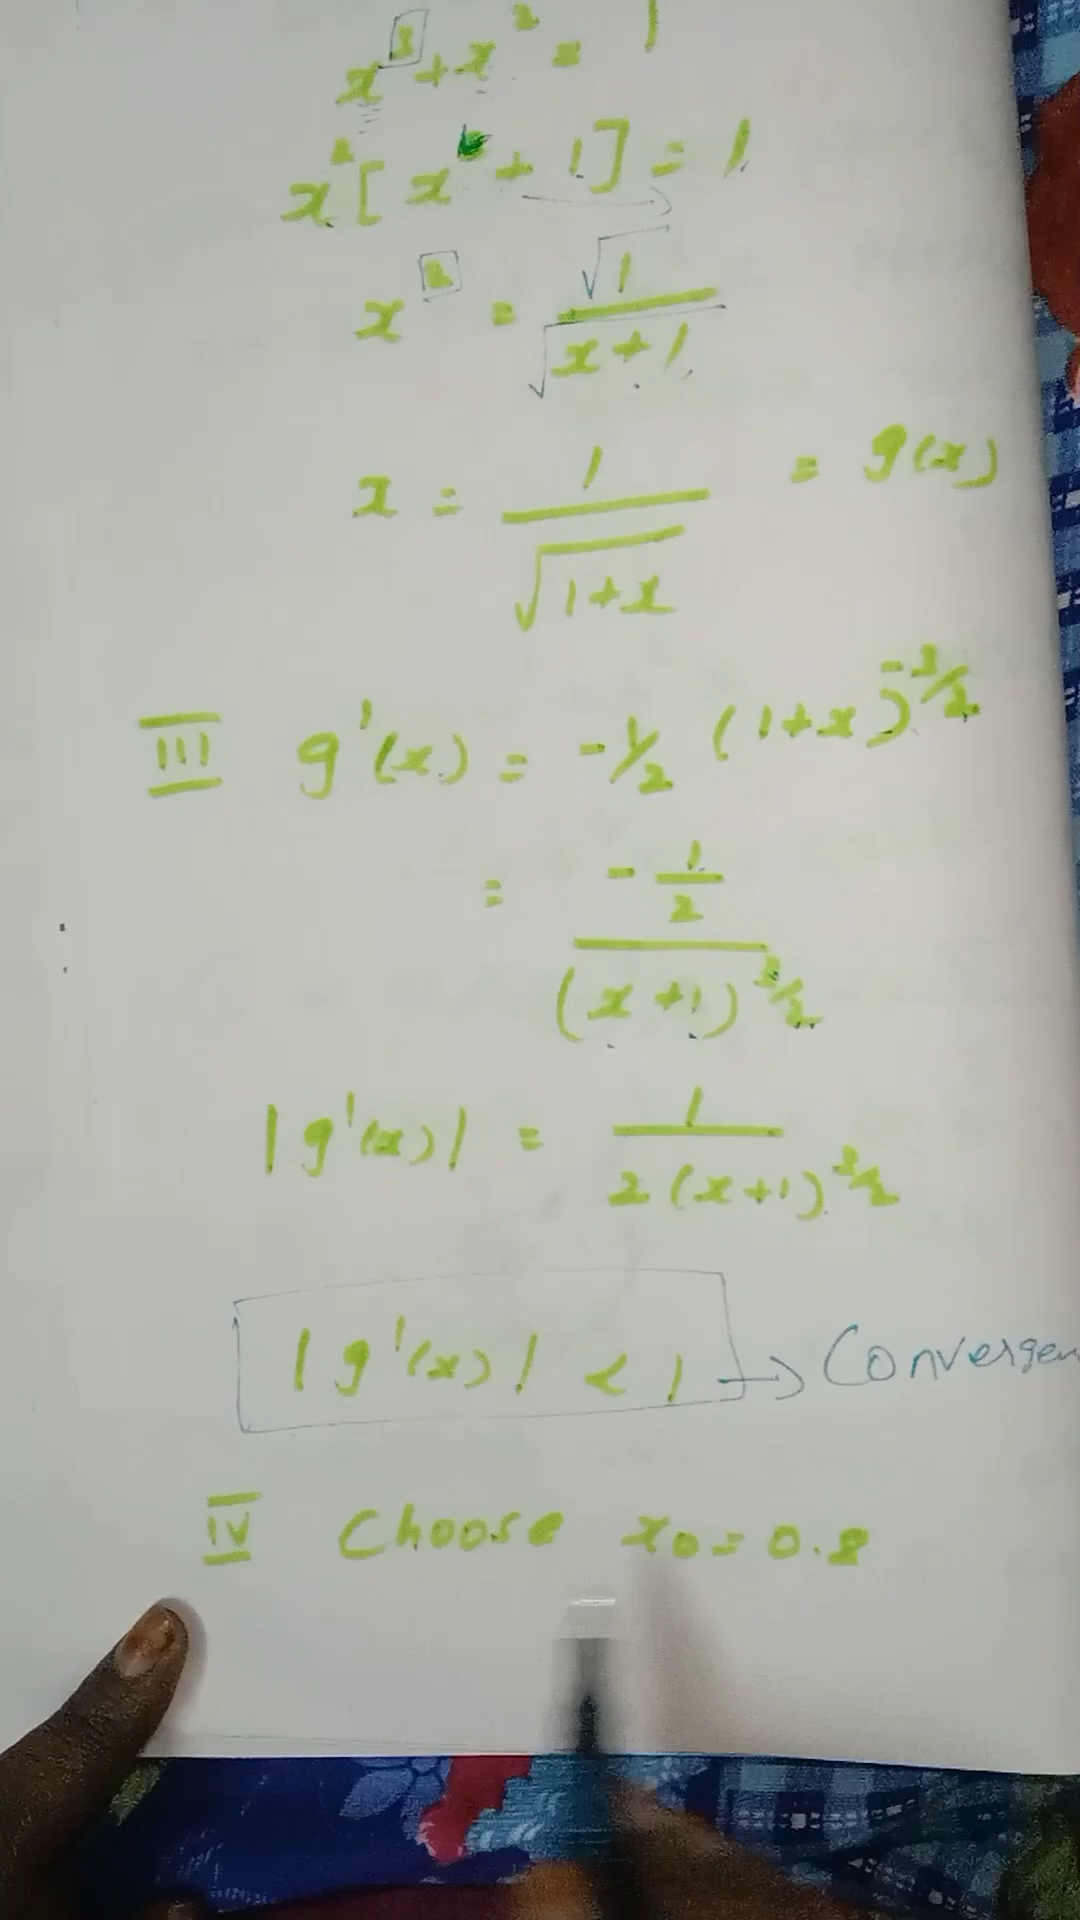 x³ + x² = 1
x² [ x + 1 ] = 1
x² = √1 / √x+1
x = 1 / √1+x = g(x)
III g'(x) = -1/2 (1+x)^-3/2
= -1/2 / (x+1)^3/2
|g'(x)| = 1 / 2(x+1)^3/2
|g'(x)| < 1 → Convergen
IV Choose x0 = 0.8